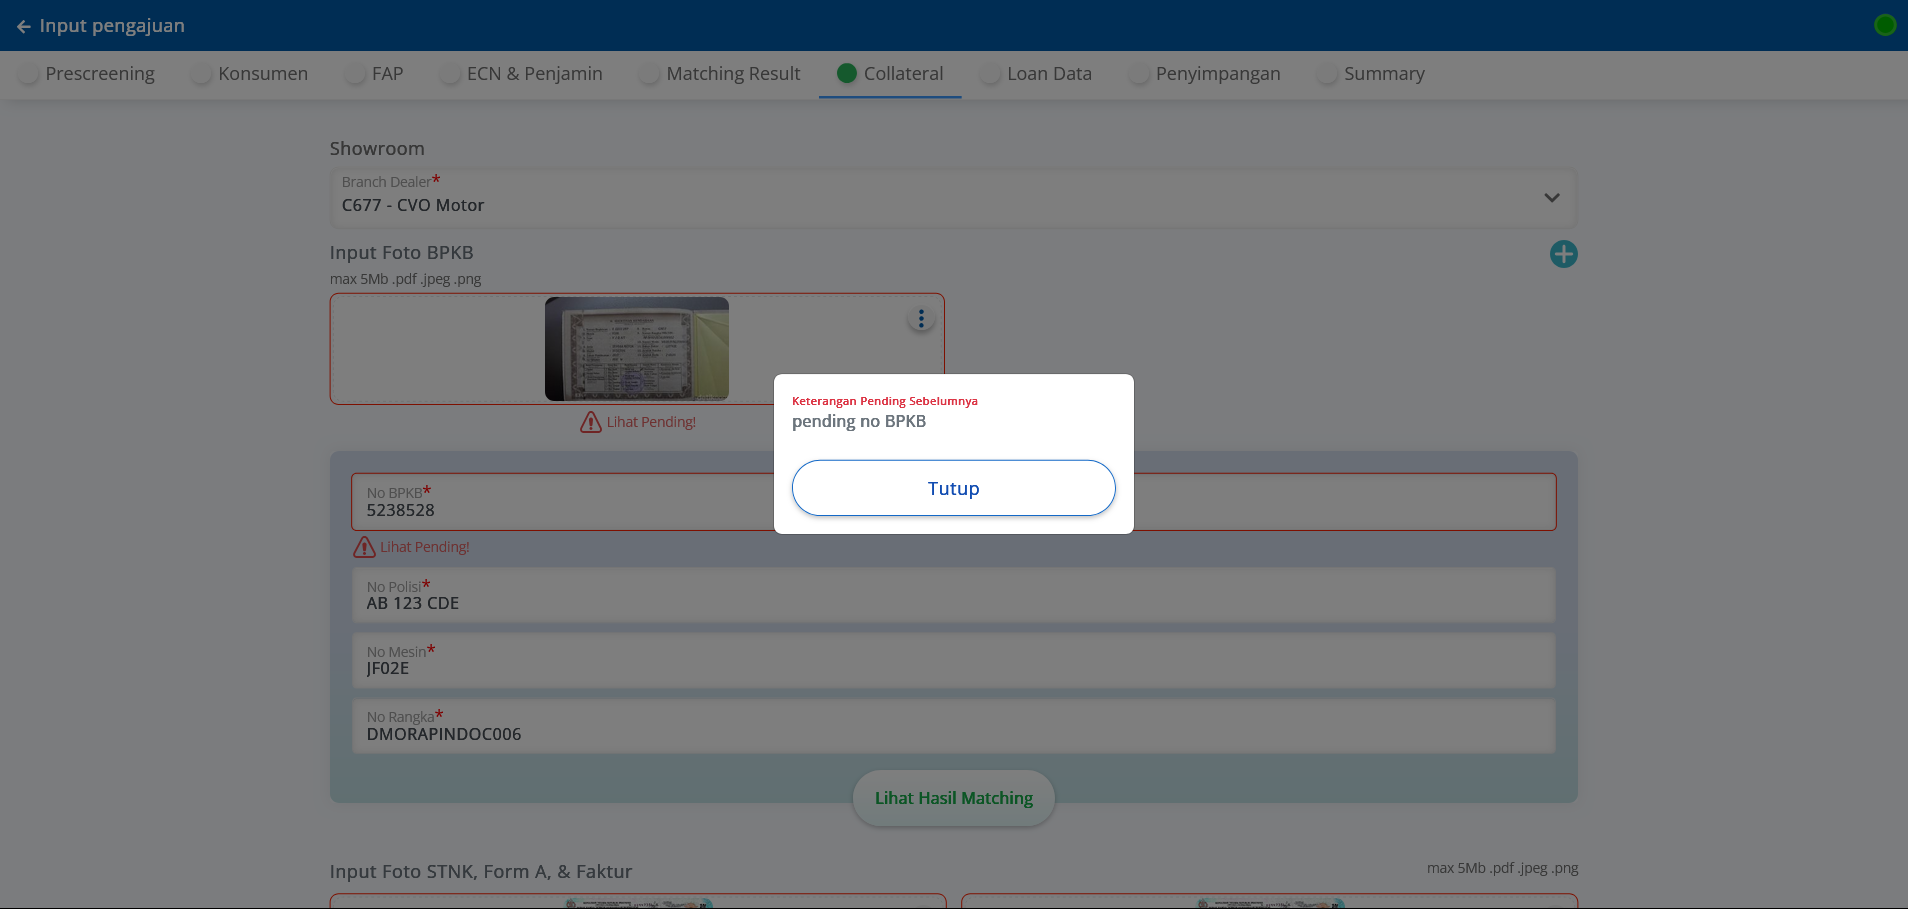 Input pengajuan
Prescreening
Konsumen
FAP
ECN & Penjamin
Matching Result
Collateral
Loan Data
Penyimpangan
Summary
Showroom
Branch Dealer*
C677 - CVO Motor
Input Foto BPKB
max 5Mb .pdf .jpeg .png
Lihat Pending!
Keterangan Pending Sebelumnya
pending no BPKB
Tutup
No BPKB*
5238528
Lihat Pending!
No Polisi*
AB 123 CDE
No Mesin*
JF02E
No Rangka*
DMORAPINDOC006
Lihat Hasil Matching
Input Foto STNK, Form A, & Faktur
max 5Mb .pdf .jpeg .png